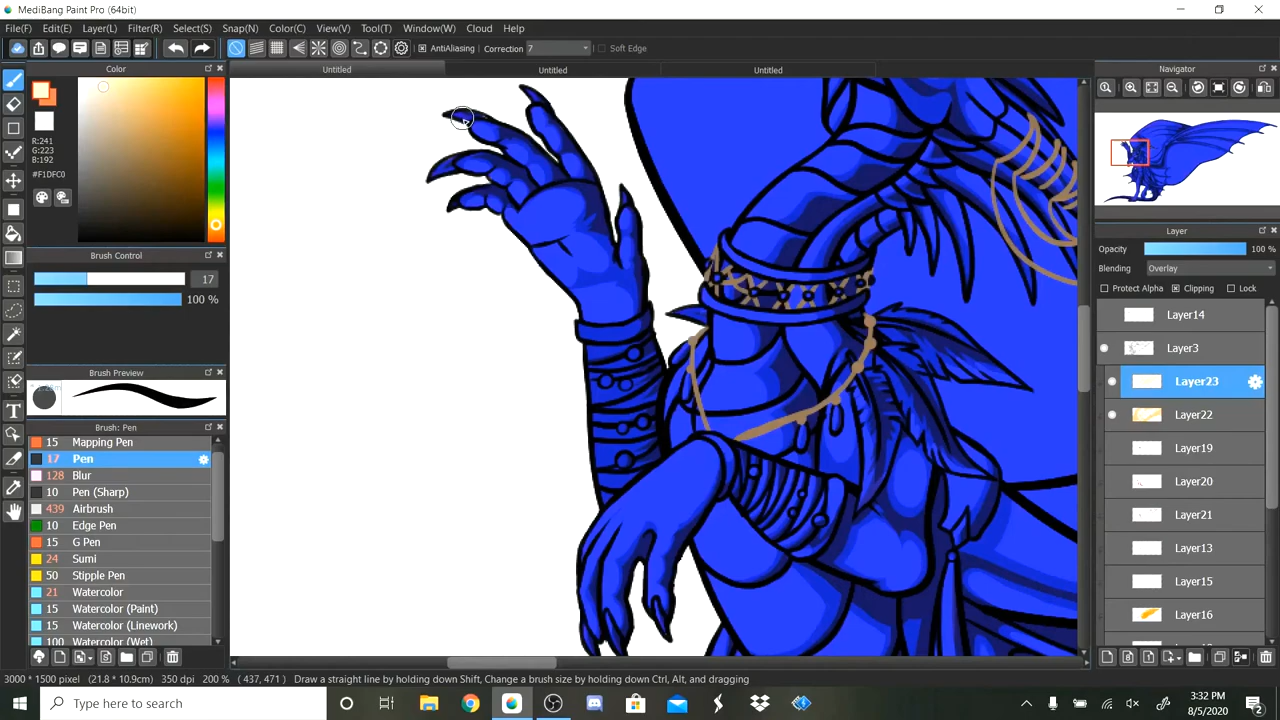 MediBang Paint Pro (64bit)
File(F) Edit(E) Layer(L) Filter(R) Select(S) Snap(N) Color(C) View(V) Tool(T) Window(W) Cloud Help
AntiAliasing Correction 7 Soft Edge
Color
Untitled Untitled Untitled
Navigator
R:241
G:223
B:192
#F1DFC0
Brush Control
17
100 %
Brush Preview
Brush: Pen
15 Mapping Pen
17 Pen
128 Blur
10 Pen (Sharp)
439 Airbrush
10 Edge Pen
15 G Pen
24 Sumi
50 Stipple Pen
21 Watercolor
15 Watercolor (Paint)
15 Watercolor (Linework)
100 Watercolor (Wet)
Layer
Opacity 100 %
Blending Overlay
Protect Alpha Clipping Lock
Layer14
Layer3
Layer23
Layer22
Layer19
Layer20
Layer21
Layer13
Layer15
Layer16
3000 * 1500 pixel (21.8 * 10.9cm) 350 dpi 200 % ( 437, 471 ) Draw a straight line by holding down Shift, Change a brush size by holding down Ctrl, Alt, and dragging
Type here to search
3:32 PM
8/5/2020
2